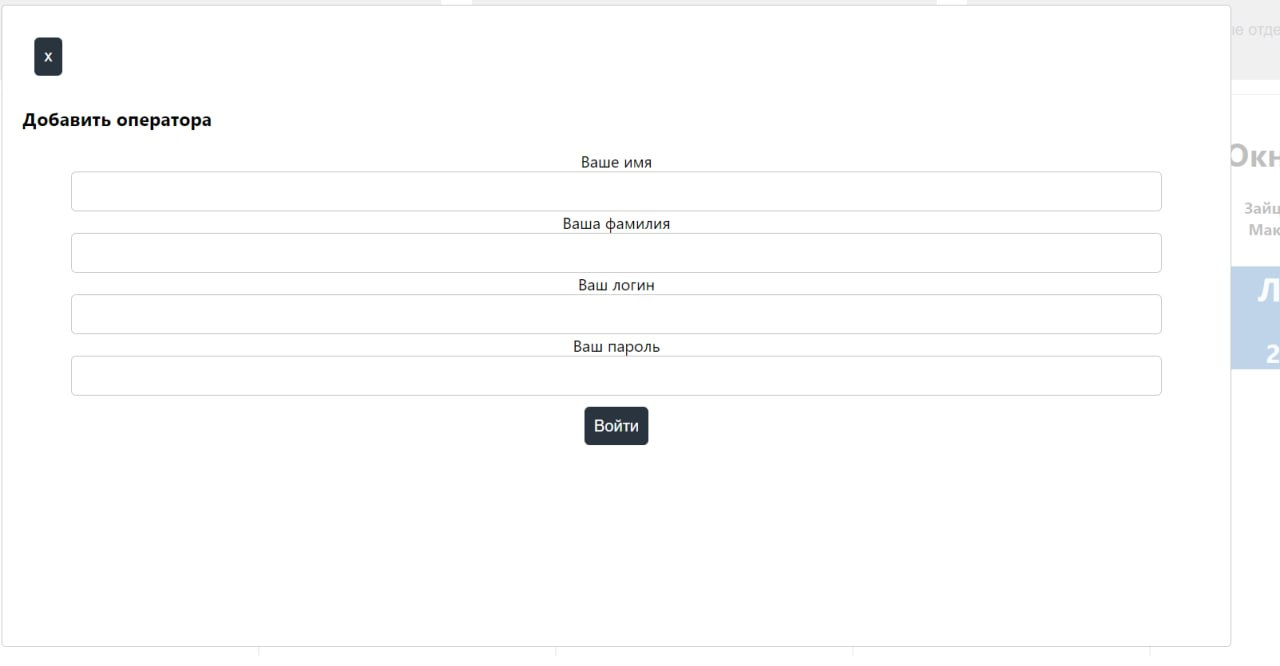 x
Добавить оператора
Ваше имя
Ваша фамилия
Ваш логин
Ваш пароль
Войти